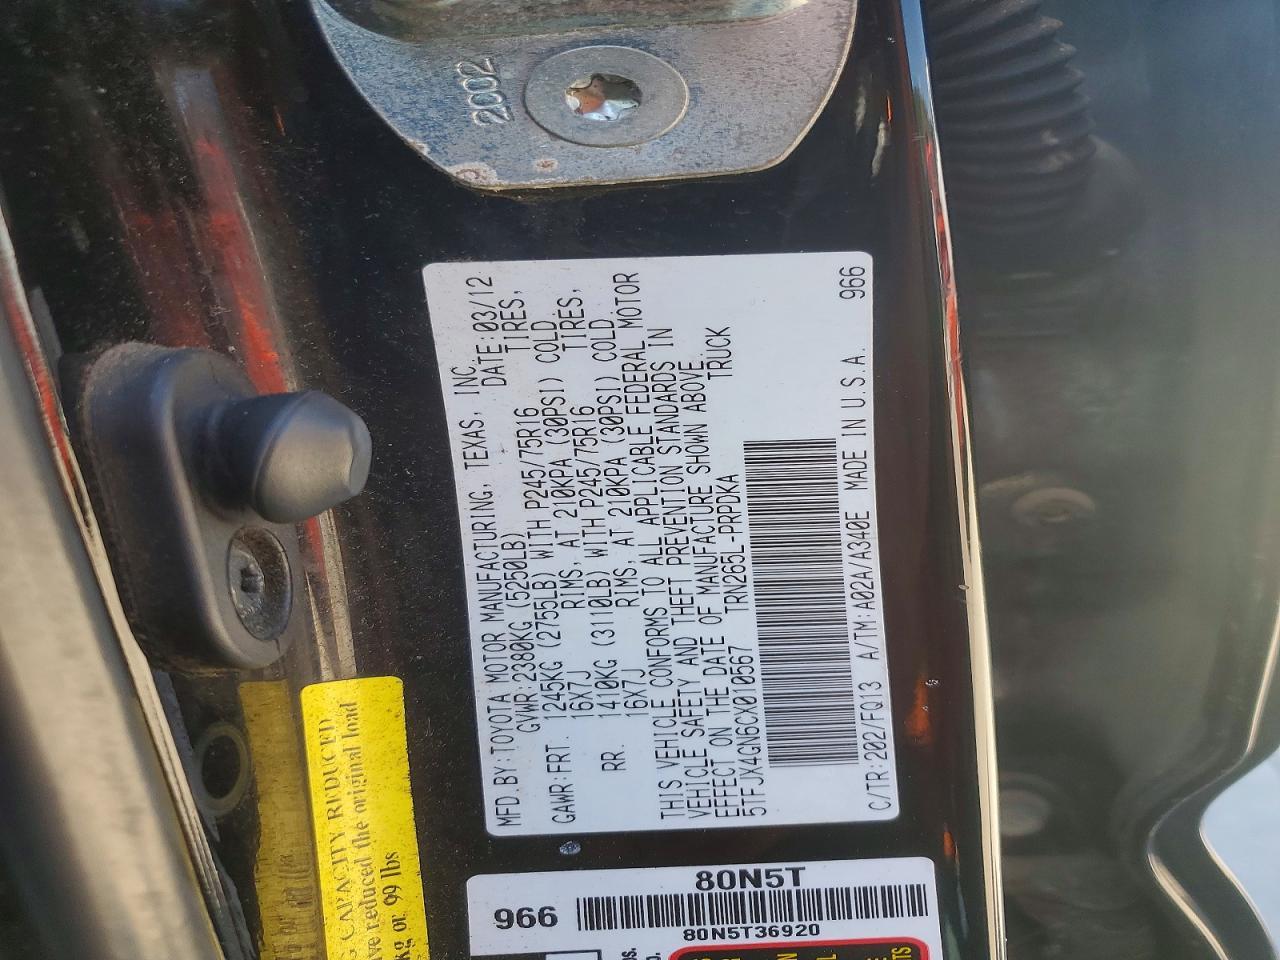 2002
MFD.BY:TOYOTA MOTOR MANUFACTURING, TEXAS, INC.
GVWR:2380KG (5250LB) DATE:03/12
GAWR:FRT. 1245KG (2755LB) WITH P245/75R16 TIRES,
16X7J RIMS, AT 210KPA (30PSI) COLD
RR. 1410KG (3110LB) WITH P245/75R16 TIRES,
16X7J RIMS, AT 210KPA (30PSI) COLD.
THIS VEHICLE CONFORMS TO ALL APPLICABLE FEDERAL MOTOR
VEHICLE SAFETY AND THEFT PREVENTION STANDARDS IN
EFFECT ON THE DATE OF MANUFACTURE SHOWN ABOVE.
5TFJX4GN6CX010567 TRN265L-PRPDKA TRUCK
C/TR:202/FQ13 A/TM:A02A/A340E MADE IN U.S.A. 966
CAPACITY REDUCED
reduced the original load
kg or 99 lbs
80N5T
966
80N5T36920